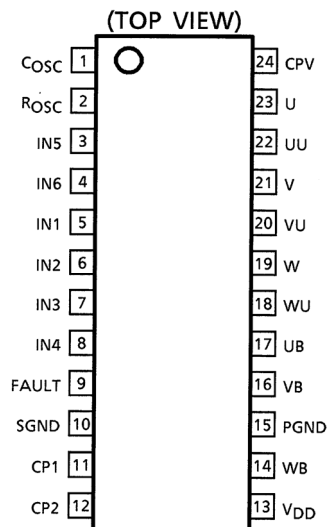 (TOP VIEW)
COSC 1 24 CPV
ROSC 2 23 U
IN5 3 22 UU
IN6 4 21 V
IN1 5 20 VU
IN2 6 19 W
IN3 7 18 WU
IN4 8 17 UB
FAULT 9 16 VB
SGND 10 15 PGND
CP1 11 14 WB
CP2 12 13 VDD